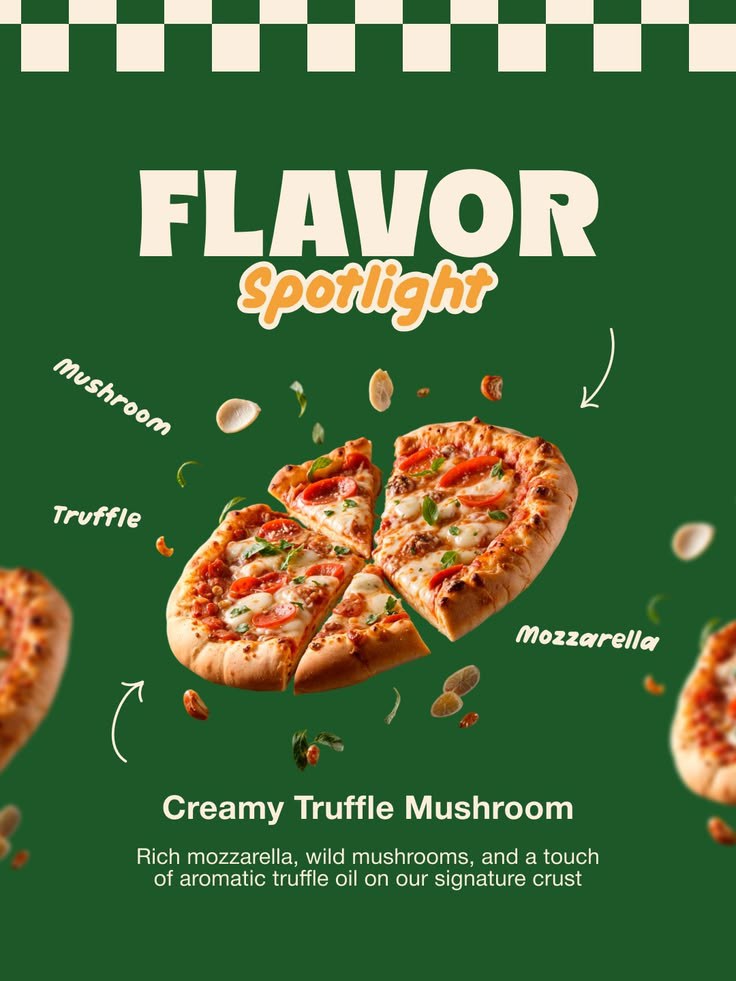 FLAVOR
Spotlight
Mushroom
Truffle
Mozzarella
Creamy Truffle Mushroom
Rich mozzarella, wild mushrooms, and a touch
of aromatic truffle oil on our signature crust